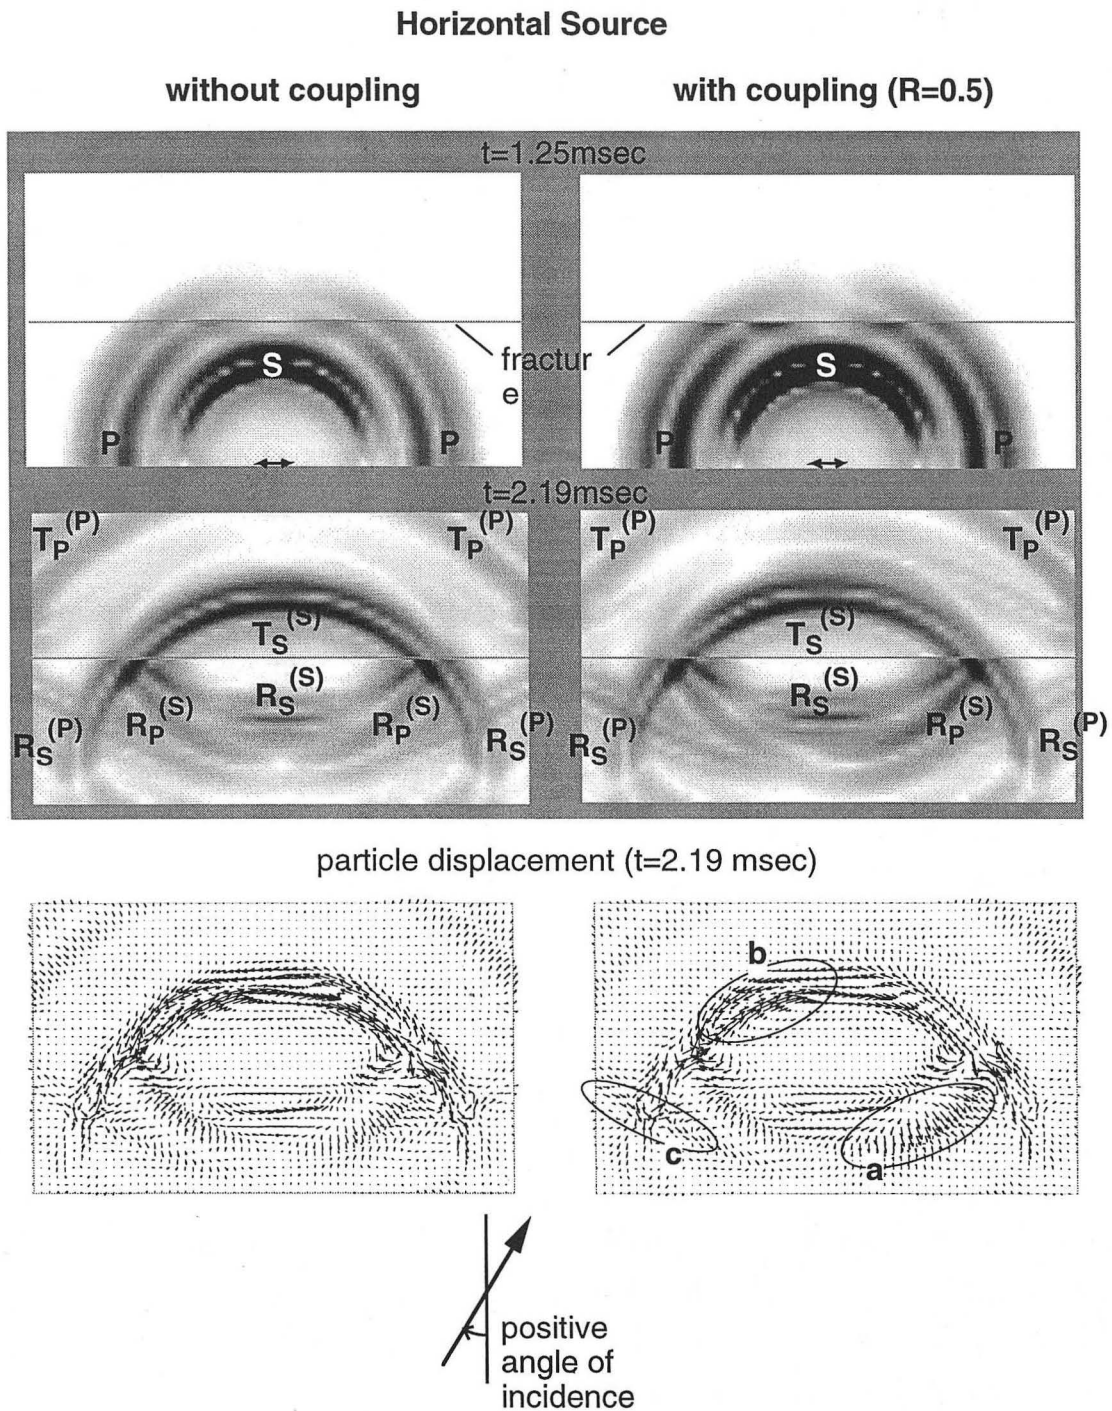 Horizontal Source
without coupling
with coupling (R=0.5)
t=1.25msec
S
S
fractur
e
P
P
P
P
t=2.19msec
T_P^(P)
T_P^(P)
T_P^(P)
T_P^(P)
T_S^(S)
T_S^(S)
R_S^(S)
R_S^(S)
R_S^(P)
R_P^(S)
R_P^(S)
R_S^(P)
R_S^(P)
R_P^(S)
R_S^(P)
particle displacement (t=2.19 msec)
b
c
a
positive
angle of
incidence